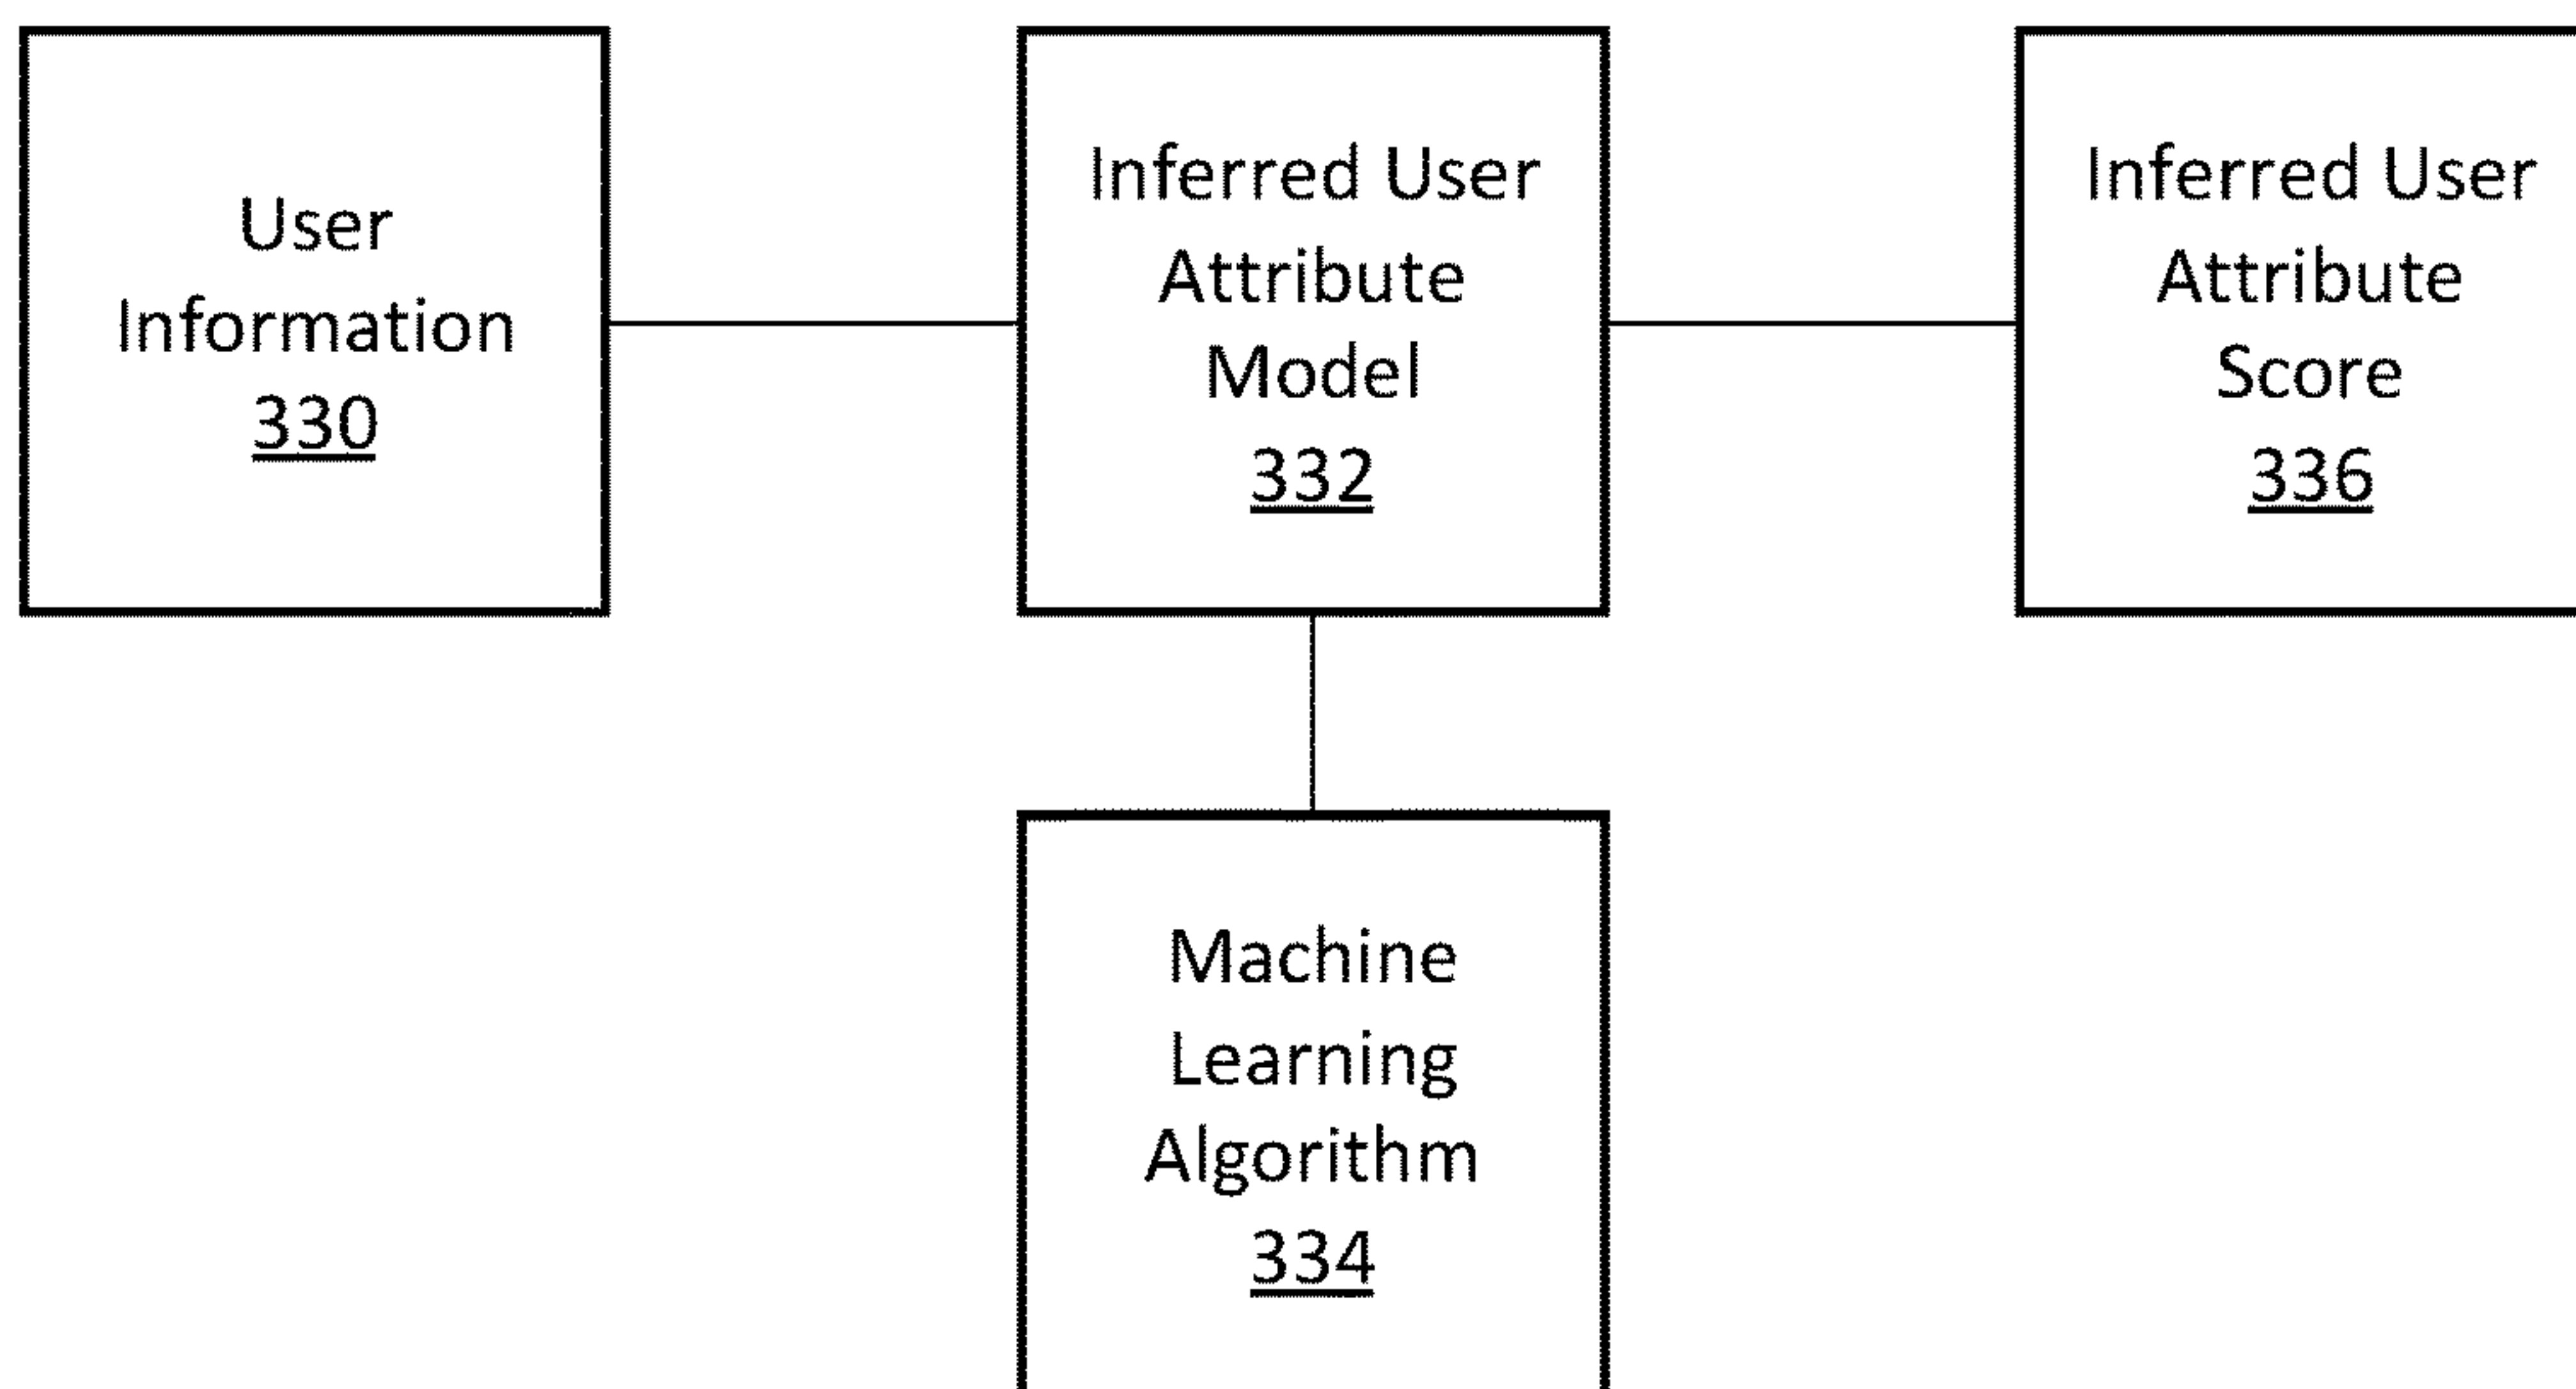 User
Information
330
Inferred User
Attribute
Model
332
Inferred User
Attribute
Score
336
Machine
Learning
Algorithm
334